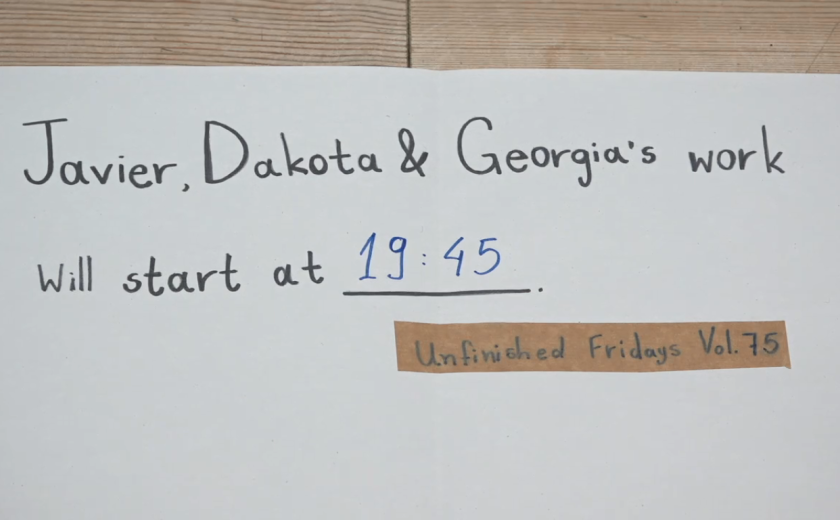 Javier, Dakota & Georgia's work
Will start at 19:45.
Unfinished Fridays Vol.75